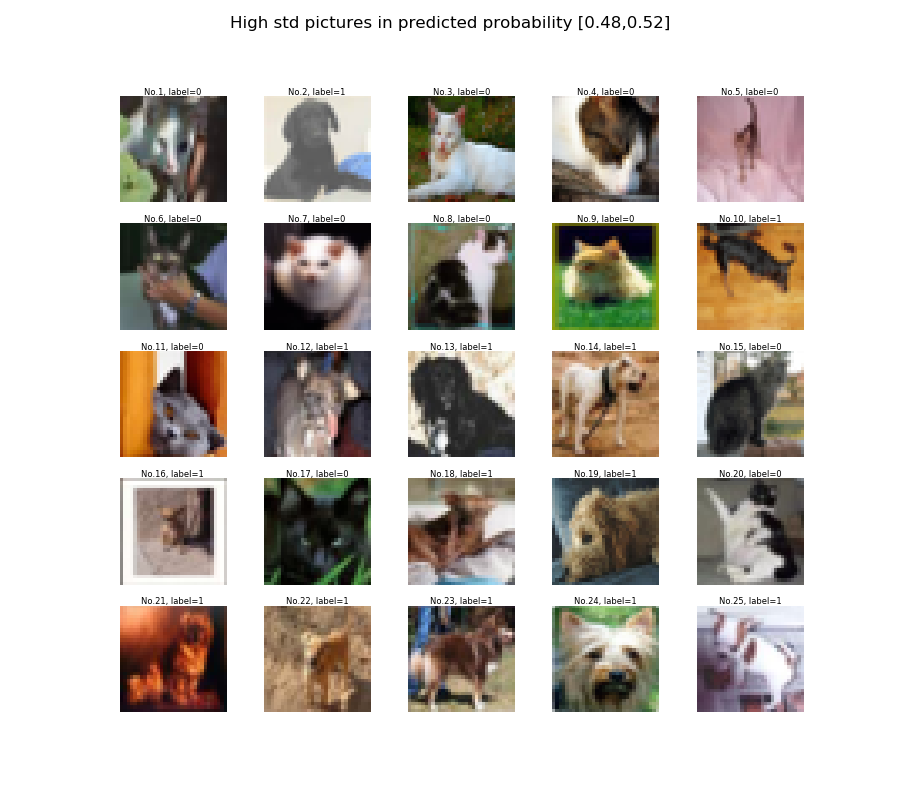 High std pictures in predicted probability [0.48,0.52]
No.1, label=0
No.2, label=1
No.3, label=0
No.4, label=0
No.5, label=0
No.6, label=0
No.7, label=0
No.8, label=0
No.9, label=0
No.10, label=1
No.11, label=0
No.12, label=1
No.13, label=1
No.14, label=1
No.15, label=0
No.16, label=1
No.17, label=0
No.18, label=1
No.19, label=1
No.20, label=0
No.21, label=1
No.22, label=1
No.23, label=1
No.24, label=1
No.25, label=1